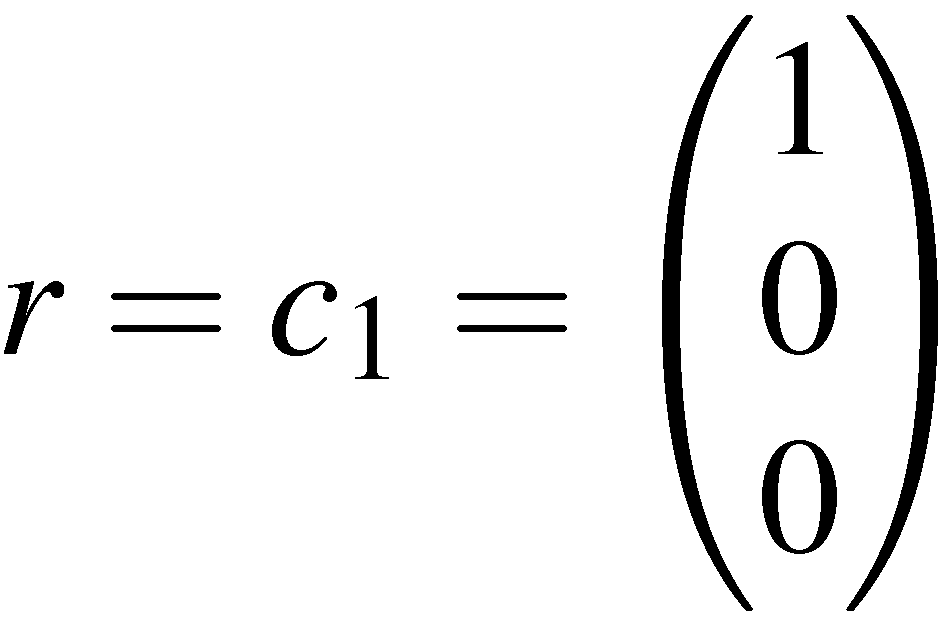 r = c₁ = (1
0
0)